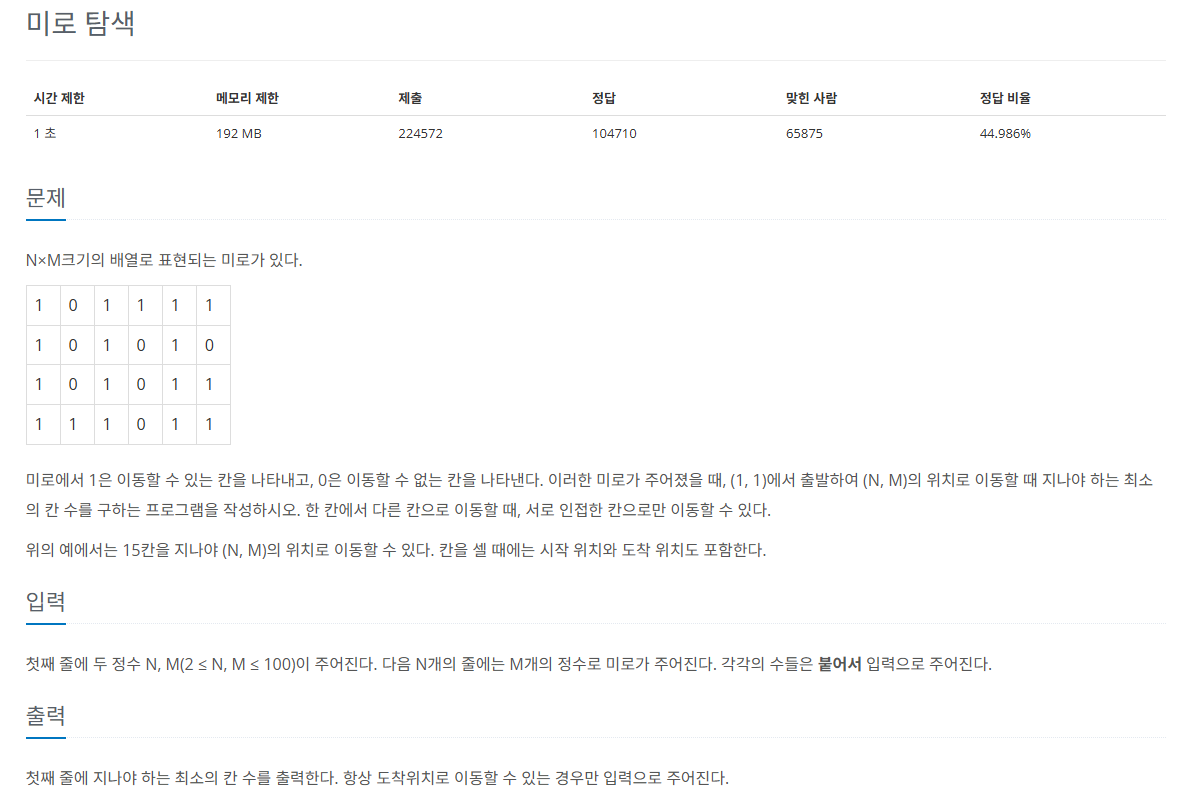 미로 탐색
시간 제한 메모리 제한 제출 정답 맞힌 사람 정답 비율
1 초 192 MB 224572 104710 65875 44.986%
문제
N×M크기의 배열로 표현되는 미로가 있다.
1 0 1 1 1 1
1 0 1 0 1 0
1 0 1 0 1 1
1 1 1 0 1 1
미로에서 1은 이동할 수 있는 칸을 나타내고, 0은 이동할 수 없는 칸을 나타낸다. 이러한 미로가 주어졌을 때, (1, 1)에서 출발하여 (N, M)의 위치로 이동할 때 지나야 하는 최소
의 칸 수를 구하는 프로그램을 작성하시오. 한 칸에서 다른 칸으로 이동할 때, 서로 인접한 칸으로만 이동할 수 있다.
위의 예에서는 15칸을 지나야 (N, M)의 위치로 이동할 수 있다. 칸을 셀 때에는 시작 위치와 도착 위치도 포함한다.
입력
첫째 줄에 두 정수 N, M(2 ≤ N, M ≤ 100)이 주어진다. 다음 N개의 줄에는 M개의 정수로 미로가 주어진다. 각각의 수들은 붙어서 입력으로 주어진다.
출력
첫째 줄에 지나야 하는 최소의 칸 수를 출력한다. 항상 도착위치로 이동할 수 있는 경우만 입력으로 주어진다.